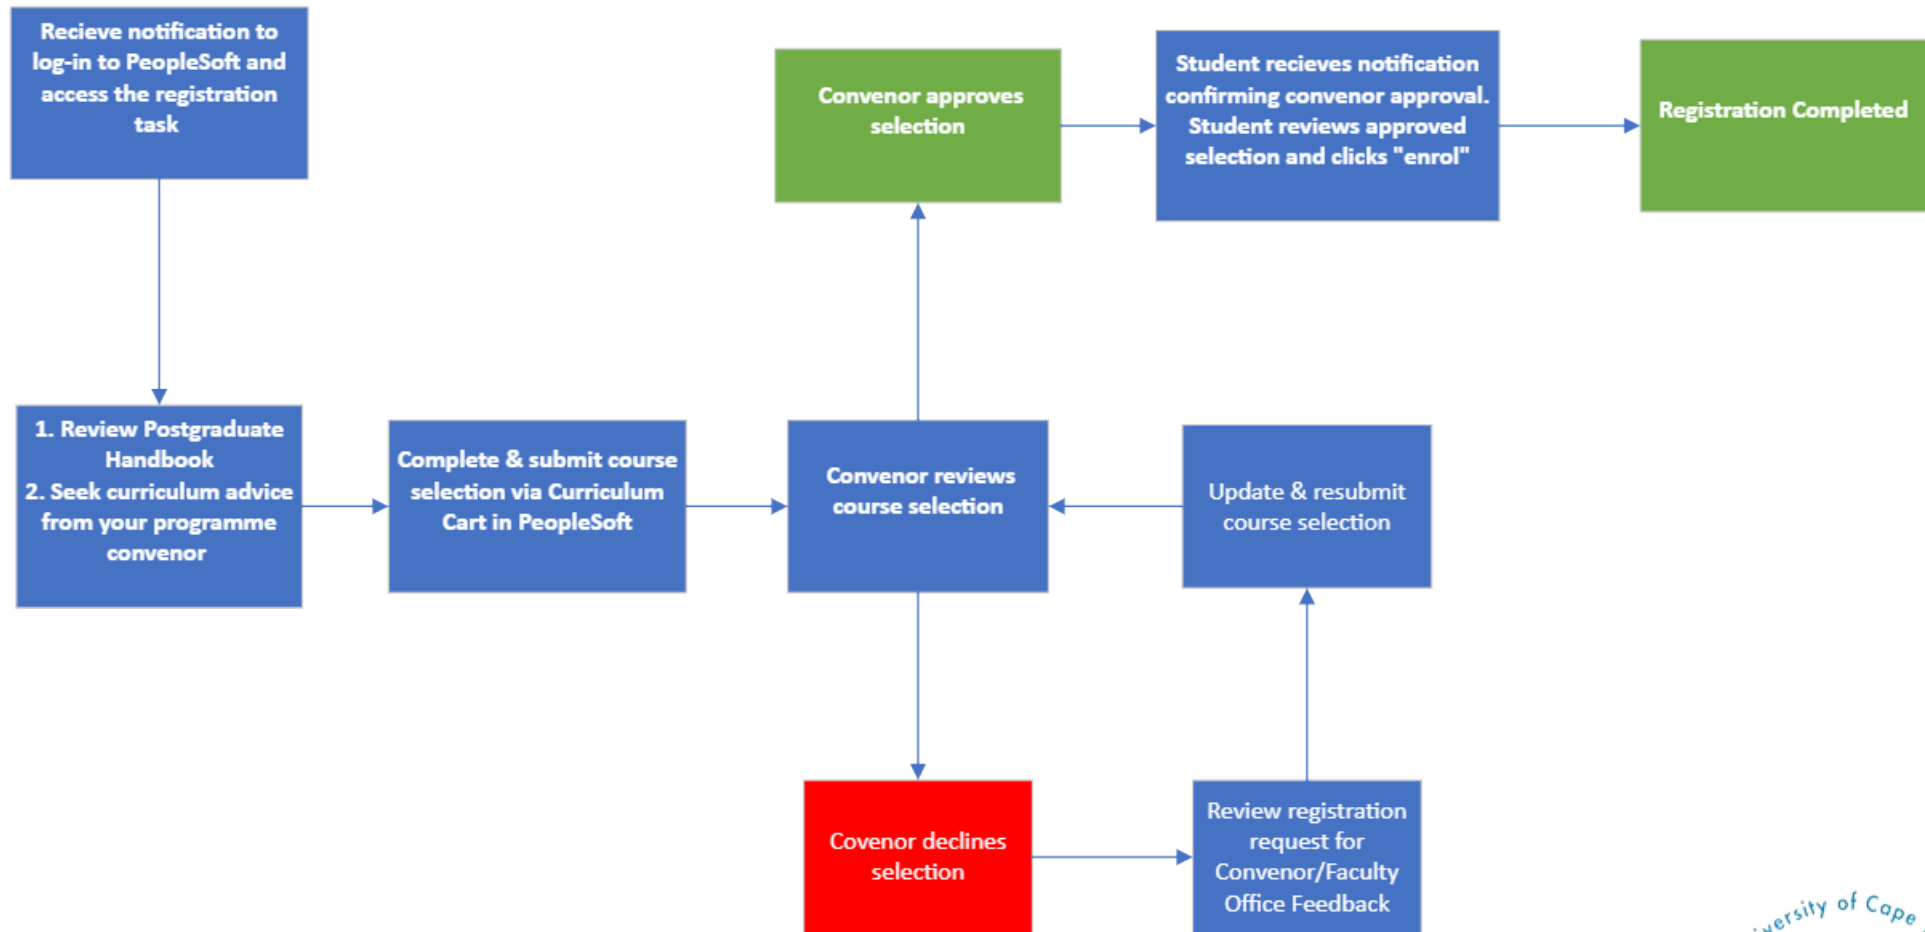 Recieve notification to
log-in to PeopleSoft and
access the registration
task
Convenor approves
selection
Student recieves notification
confirming convenor approval.
Student reviews approved
selection and clicks "enrol"
Registration Completed
1. Review Postgraduate
Handbook
2. Seek curriculum advice
from your programme
convenor
Complete & submit course
selection via Curriculum
Cart in PeopleSoft
Convenor reviews
course selection
Update & resubmit
course selection
Covenor declines
selection
Review registration
request for
Convenor/Faculty
Office Feedback
of Cape